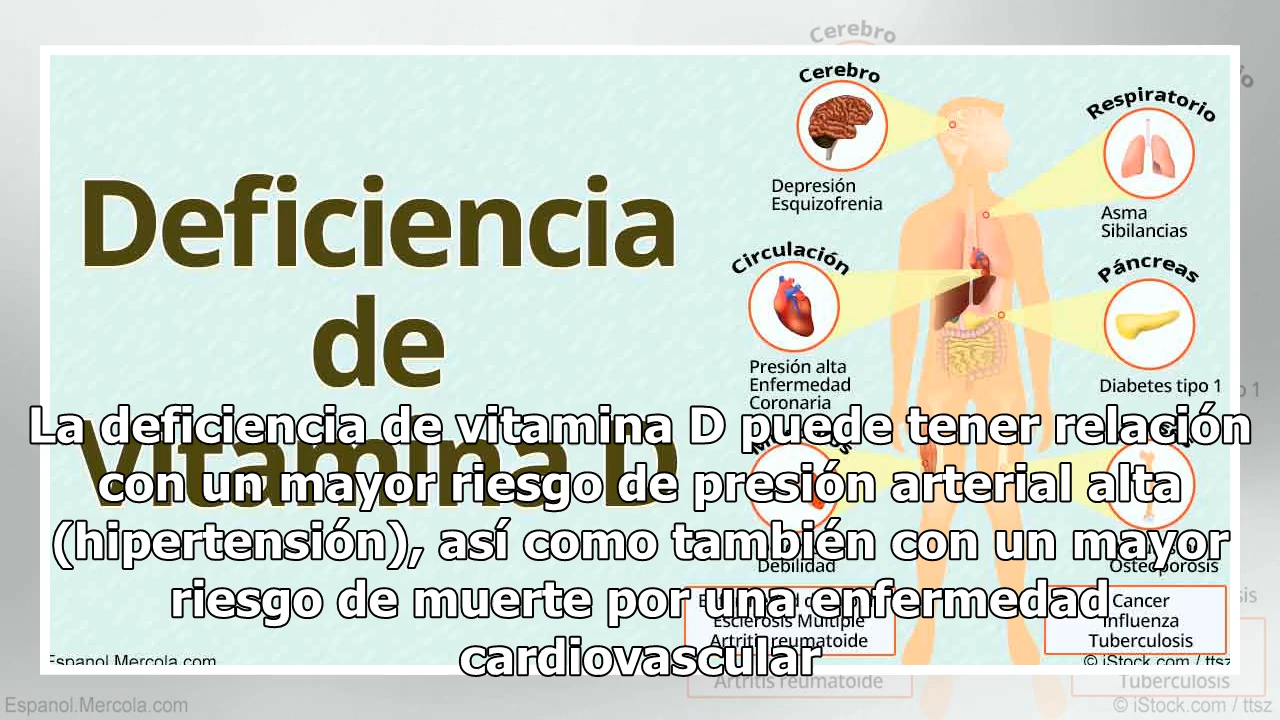 Cerebro
Cerebro
Respiratorio
Depresión
Esquizofrenia
Asma
Sibilancias
Deficiencia
de
Vitamina D
Circulación
Páncreas
Presión alta
Enfermedad
Coronaria
Diabetes tipo 1
La deficiencia de vitamina D puede tener relación
con un mayor riesgo de presión arterial alta
(hipertensión), así como también con un mayor
riesgo de muerte por una enfermedad
cardiovascular
Debilidad
Osteoporosis
Esclerosis Múltiple
Artritis reumatoide
Cancer
Influenza
Tuberculosis
Espanol.Mercola.com
© iStock.com / ttsz
Artritis reumatoide
Tuberculosis
Espanol.Mercola.com
© iStock.com / ttsz